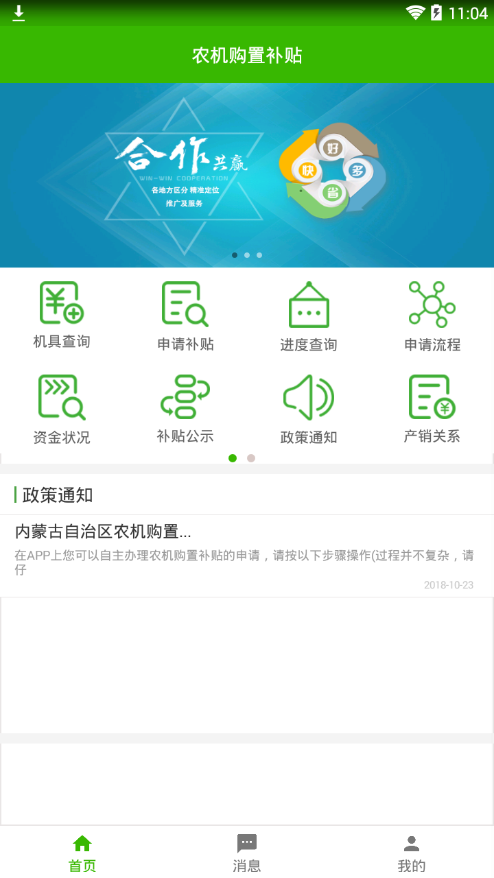 11:04
农机购置补贴
合作共赢
WIN-WIN COOPERATION
各地方区分 精准定位
推广及服务
好
快
多
省
机具查询
申请补贴
进度查询
申请流程
资金状况
补贴公示
政策通知
产销关系
政策通知
内蒙古自治区农机购置...
在APP上您可以自主办理农机购置补贴的申请，请按以下步骤操作(过程并不复杂，请
仔
2018-10-23
首页
消息
我的